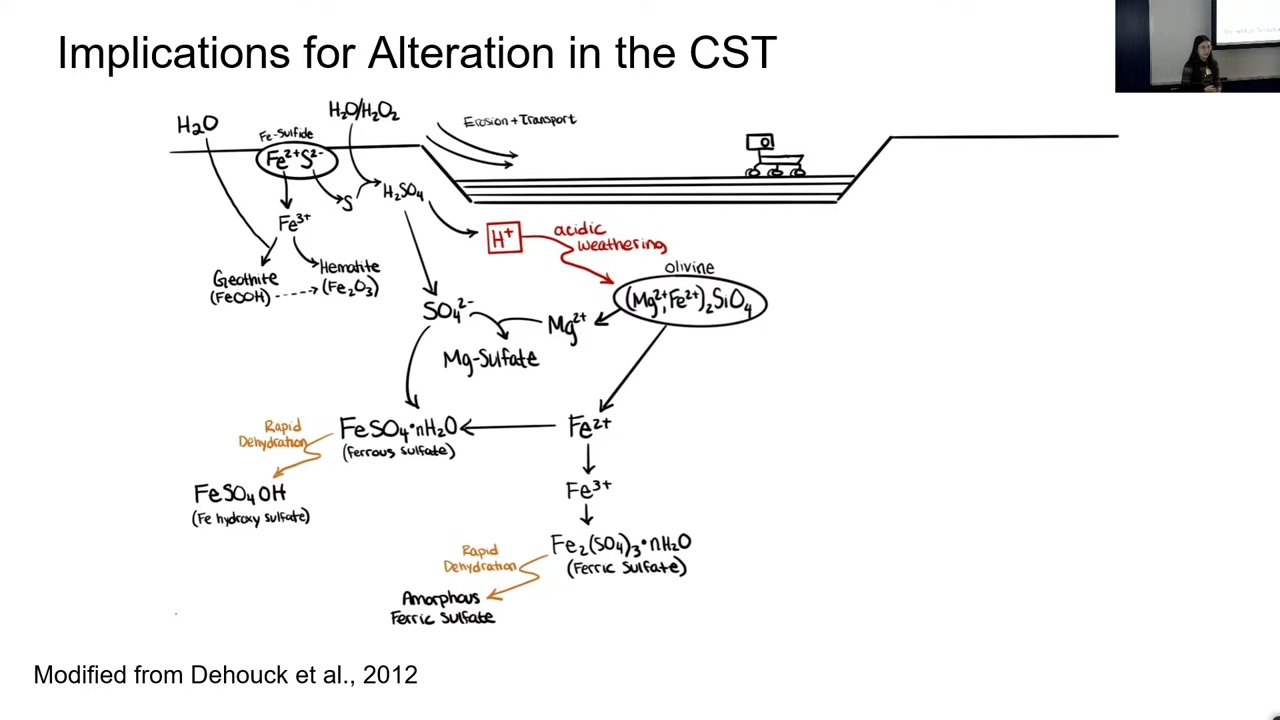 Implications for Alteration in the CST
H₂O
Fe-Sulfide
H₂O/H₂O₂
Erosion + Transport
Fe²⁺S²⁻
S
H₂SO₄
Fe³⁺
H⁺
acidic
weathering
Geothite
(FeOOH)
Hematite
(Fe₂O₃)
olivine
(Mg²⁺,Fe²⁺)₂SiO₄
SO₄²⁻
Mg²⁺
Mg-Sulfate
Rapid
Dehydration
FeSO₄•nH₂O
(ferrous sulfate)
Fe²⁺
FeSO₄OH
(Fe hydroxy sulfate)
Fe³⁺
Rapid
Dehydration
Fe₂(SO₄)₃•nH₂O
(Ferric Sulfate)
Amorphous
Ferric Sulfate
Modified from Dehouck et al., 2012